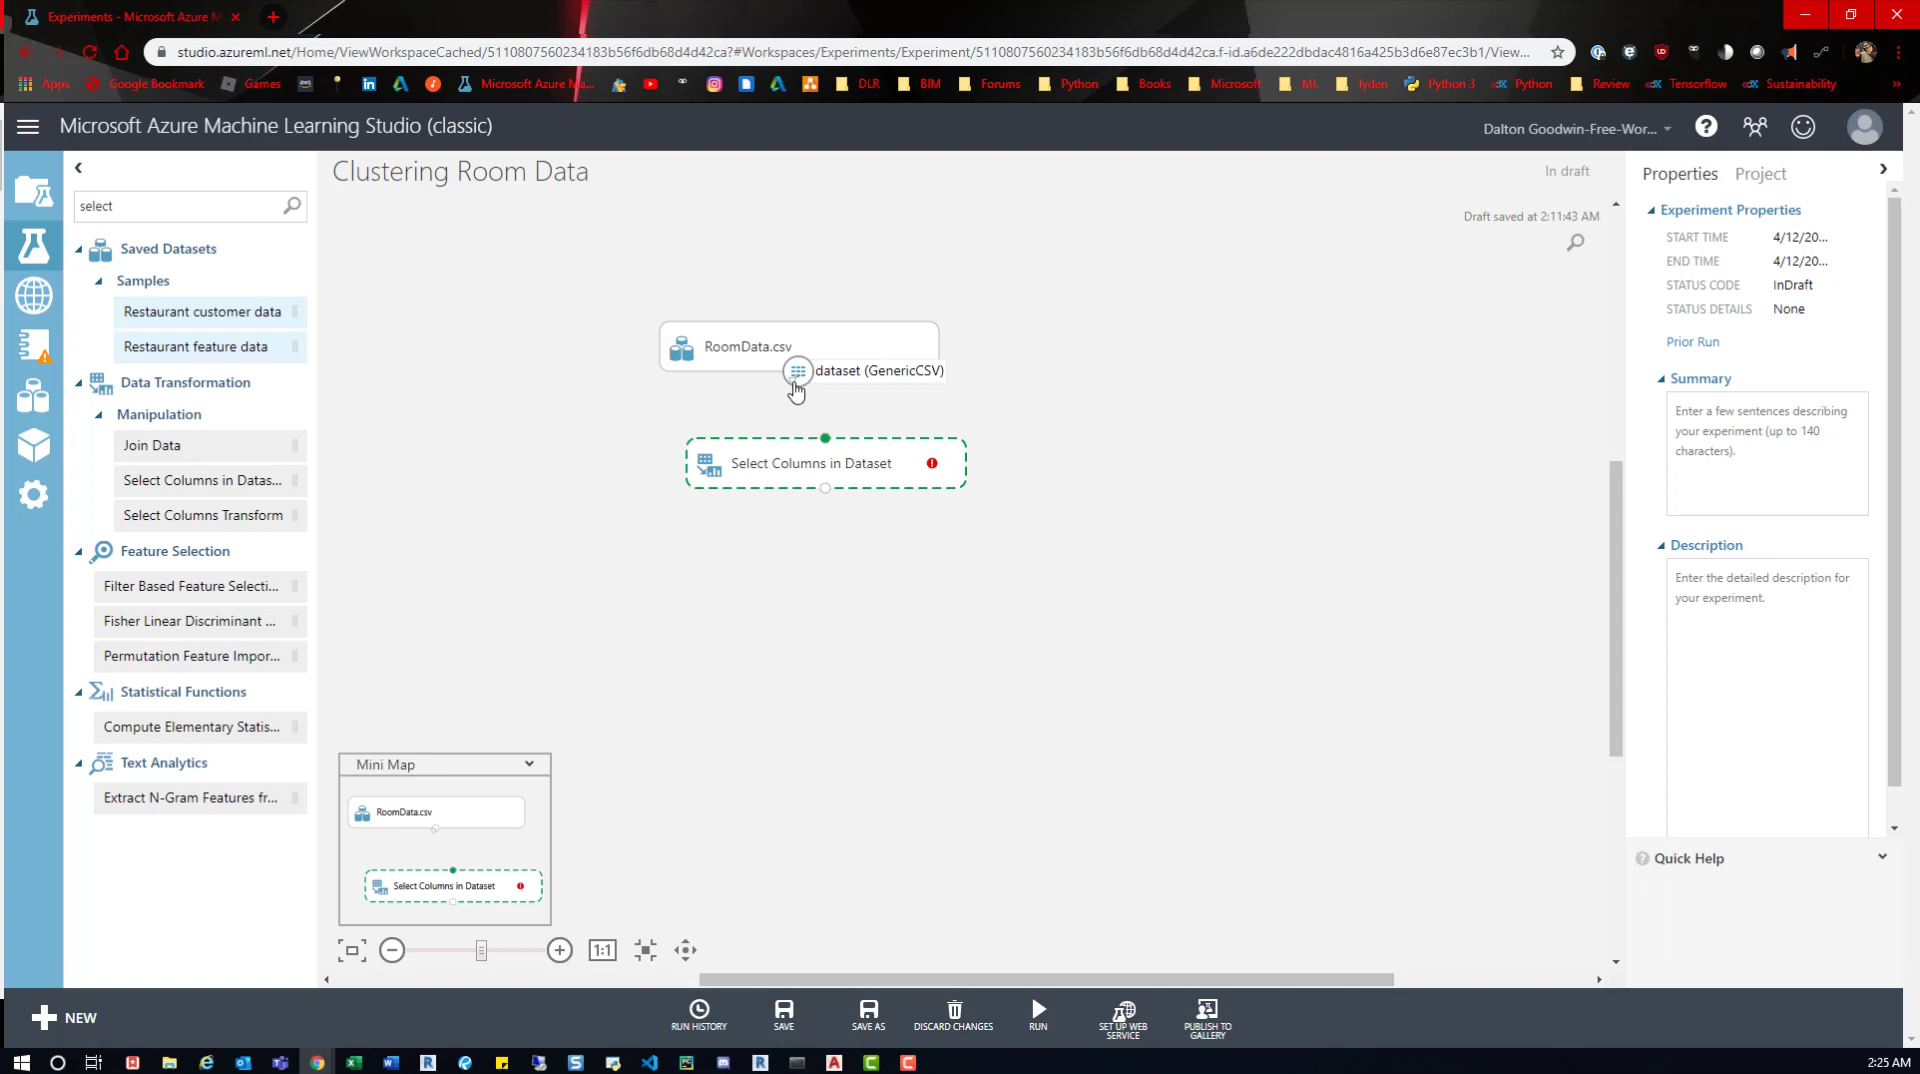 Experiments - Microsoft Azure M
studio.azureml.net/Home/ViewWorkspaceCached/5110807560234183b56f6db68d4d42ca?#Workspaces/Experiments/Experiment/5110807560234183b56f6db68d4d42ca.f-id.a6de222dbdac4816a425b3d6e87ec3b1/View...
Apps Google Bookmark Games Microsoft Azure Ma... DLR BIM Forums Python Books Microsoft ML Iyden Python 3 Python Review Tensorflow Sustainability »
Microsoft Azure Machine Learning Studio (classic)
Dalton Goodwin-Free-Wor...
select
Saved Datasets
Samples
Restaurant customer data
Restaurant feature data
Data Transformation
Manipulation
Join Data
Select Columns in Datas...
Select Columns Transform
Feature Selection
Filter Based Feature Selecti...
Fisher Linear Discriminant ...
Permutation Feature Impor...
Statistical Functions
Compute Elementary Statis...
Text Analytics
Extract N-Gram Features fr...
Clustering Room Data
In draft
Draft saved at 2:11:43 AM
RoomData.csv
dataset (GenericCSV)
Select Columns in Dataset
Mini Map
RoomData.csv
Select Columns in Dataset
1:1
Properties Project
Experiment Properties
START TIME 4/12/20...
END TIME 4/12/20...
STATUS CODE InDraft
STATUS DETAILS None
Prior Run
Summary
Enter a few sentences describing
your experiment (up to 140
characters).
Description
Enter the detailed description for
your experiment.
Quick Help
NEW
RUN HISTORY
SAVE
SAVE AS
DISCARD CHANGES
RUN
SET UP WEB
SERVICE
PUBLISH TO
GALLERY
2:25 AM